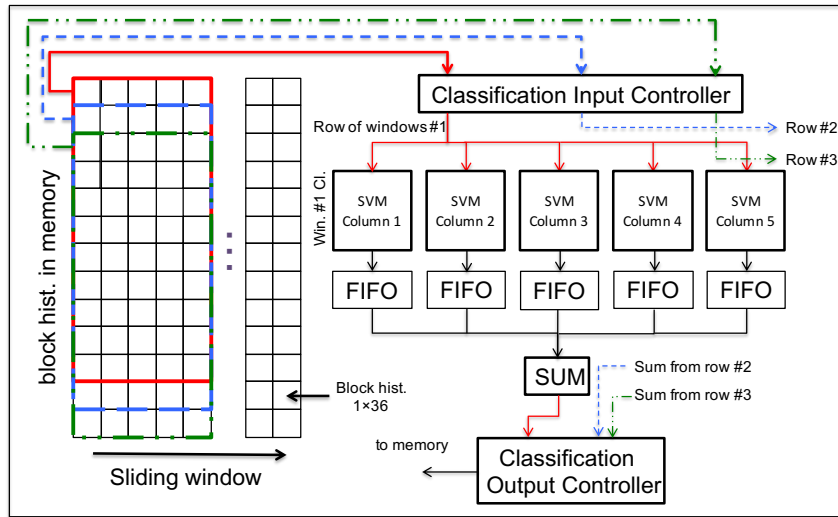 Classification Input Controller
Row of windows #1
Row #2
Row #3
block hist. in memory
Win. #1 Cl.
SVM
Column 1
SVM
Column 2
SVM
Column 3
SVM
Column 4
SVM
Column 5
FIFO
FIFO
FIFO
FIFO
FIFO
SUM
Sum from row #2
Sum from row #3
Block hist.
1×36
to memory
Classification
Output Controller
Sliding window